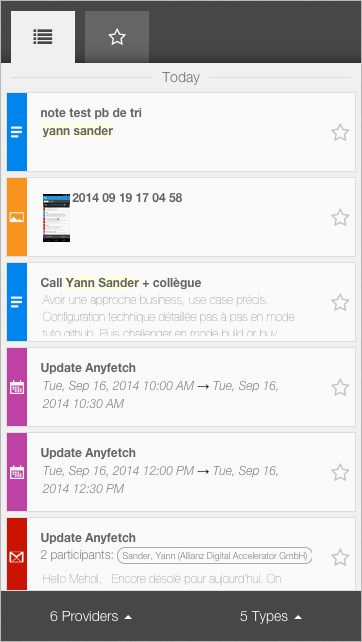 Today
note test pb de tri
yann sander
2014 09 19 17 04 58
Call Yann Sander + collègue
Avoir une approche business, use case précis.
Configuration technique détaillée pas à pas en mode
tuto github. Puis challenger en mode build or buy
Update Anyfetch
Tue, Sep 16, 2014 10:00 AM → Tue, Sep 16,
2014 10:30 AM
Update Anyfetch
Tue, Sep 16, 2014 12:00 PM → Tue, Sep 16,
2014 12:30 PM
Update Anyfetch
2 participants: Sander, Yann (Allianz Digital Accelerator GmbH)
Hello Mehdi, Encore désolé pour aujourd'hui. On
6 Providers
5 Types